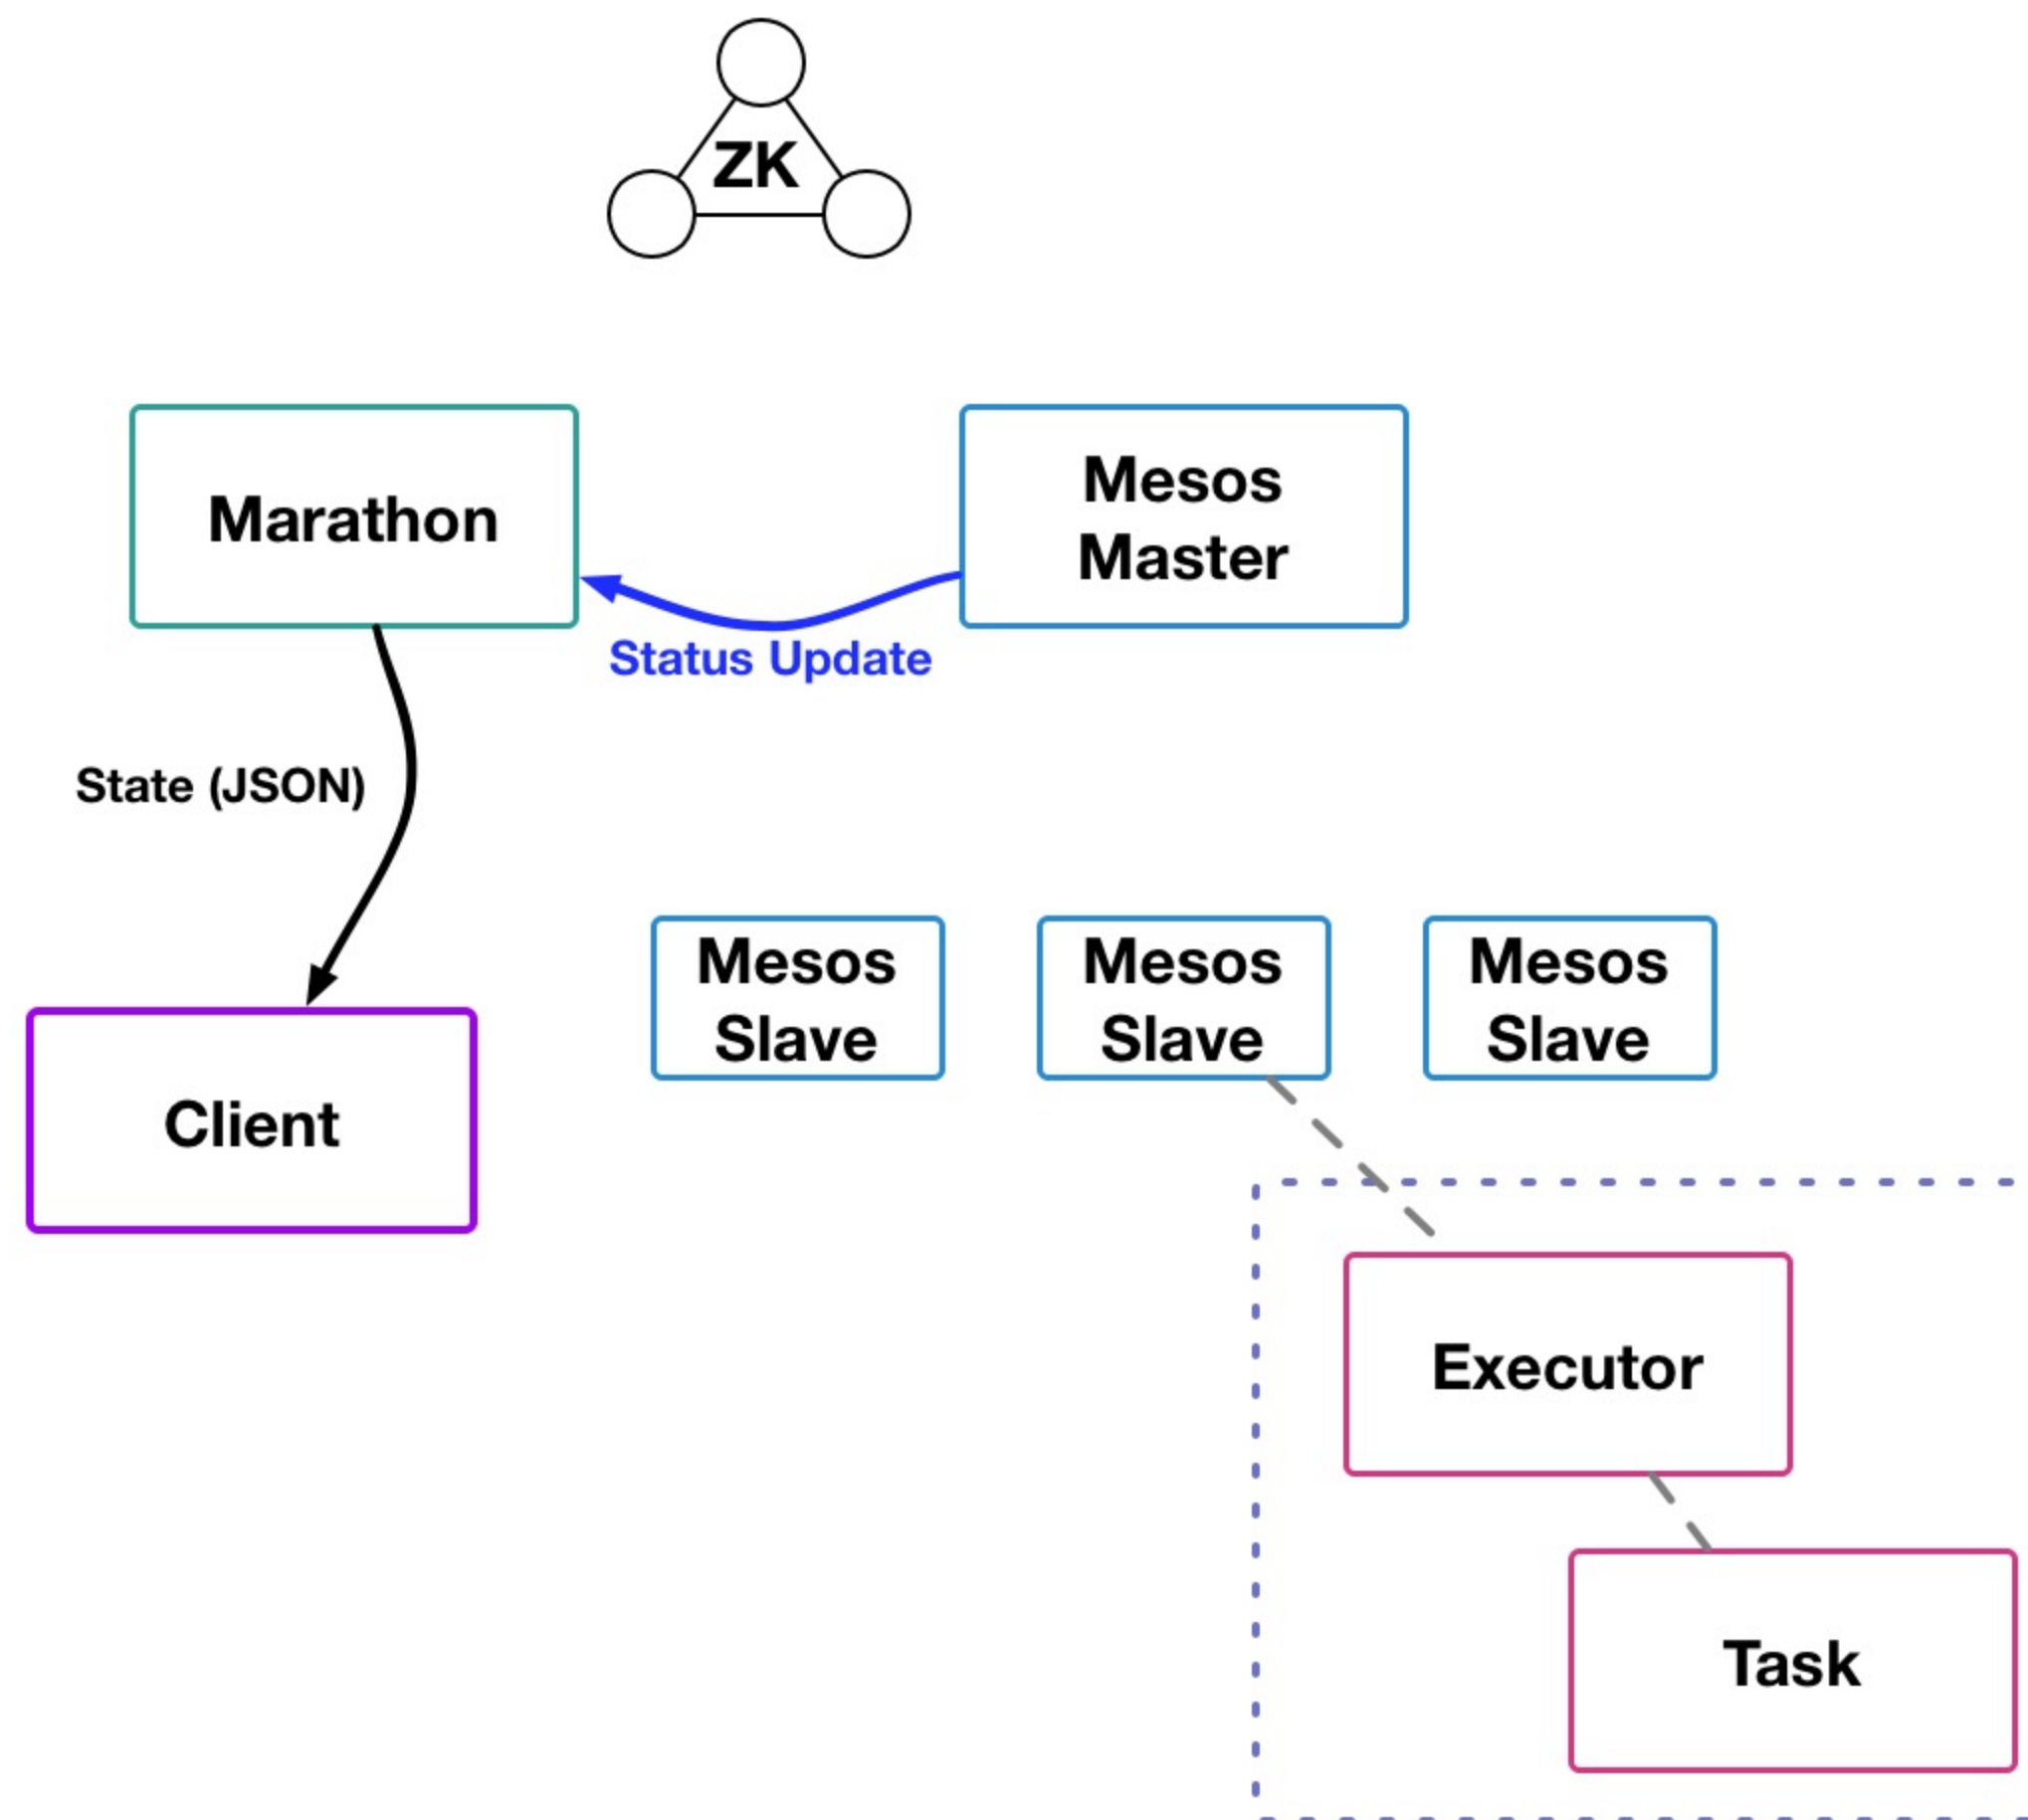 ZK
Marathon
Mesos
Master
Status Update
State (JSON)
Mesos
Slave
Mesos
Slave
Mesos
Slave
Client
Executor
Task